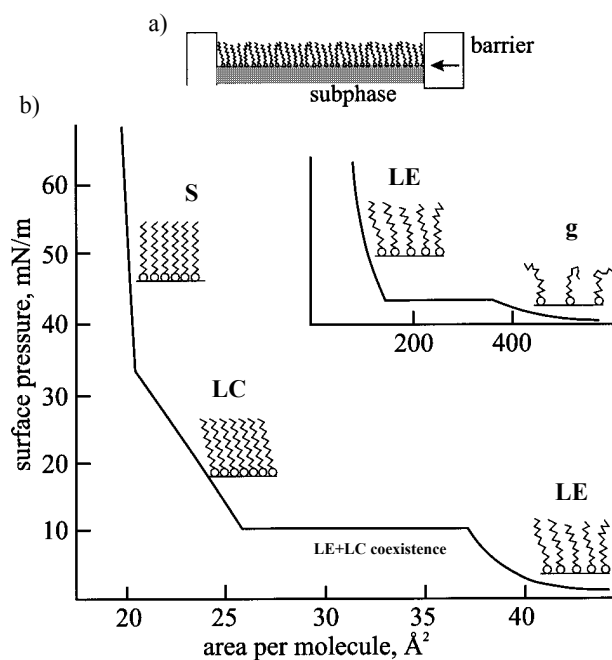 a)
barrier
subphase
b)
surface pressure, mN/m
60
50
40
30
20
10
S
LC
LE+LC coexistence
LE
LE
g
200
400
20
25
30
35
40
area per molecule, Å²